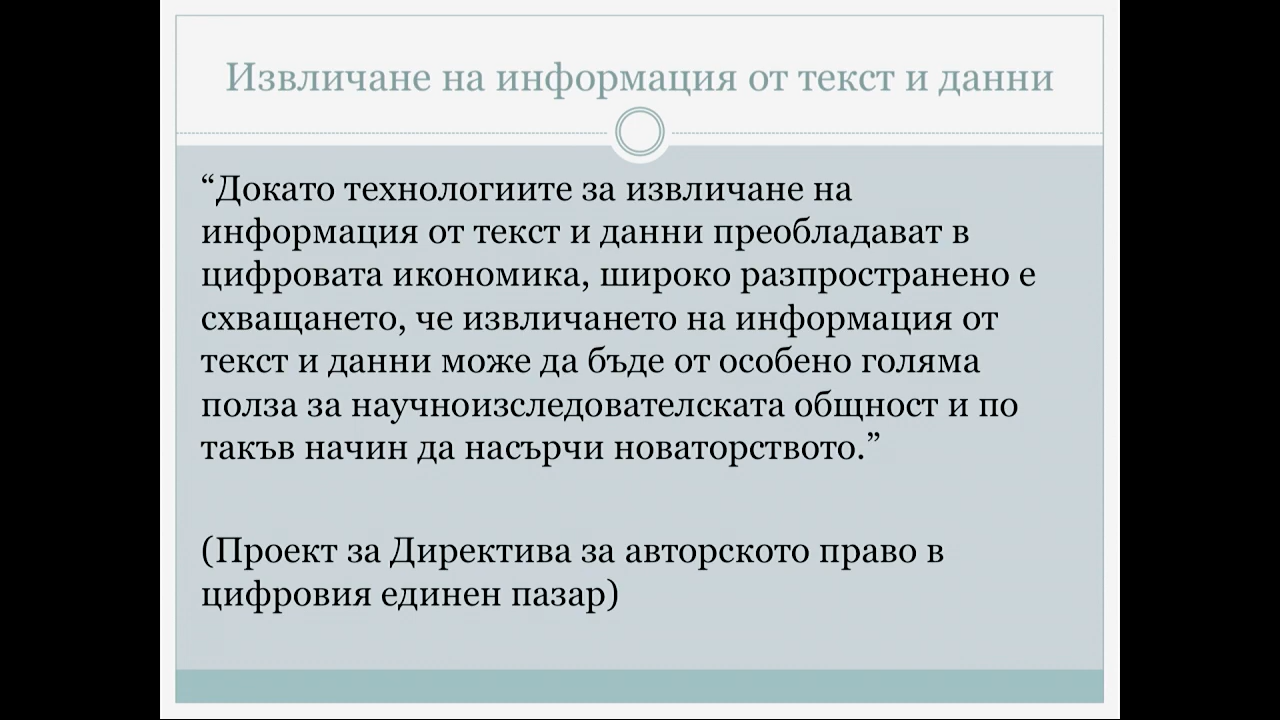 Извличане на информация от текст и данни
“Докато технологиите за извличане на
информация от текст и данни преобладават в
цифровата икономика, широко разпространено е
схващането, че извличането на информация от
текст и данни може да бъде от особено голяма
полза за научноизследователската общност и по
такъв начин да насърчи новаторството.”
(Проект за Директива за авторското право в
цифровия единен пазар)